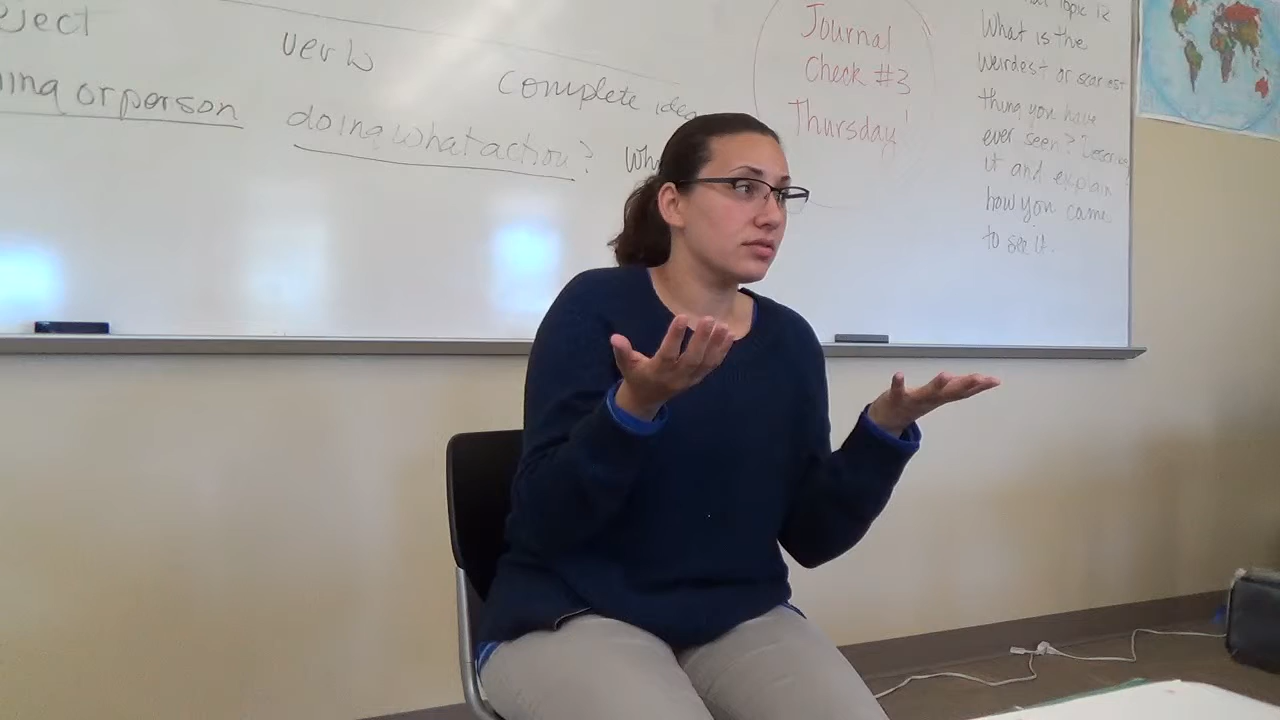 verb
complete idea
ing or person
doing what action?
Journal
Check #3
Thursday!
Topic 12
What is the
weirdest or scariest
thing you have
ever seen? Describe
it and explain
how you came
to see it.